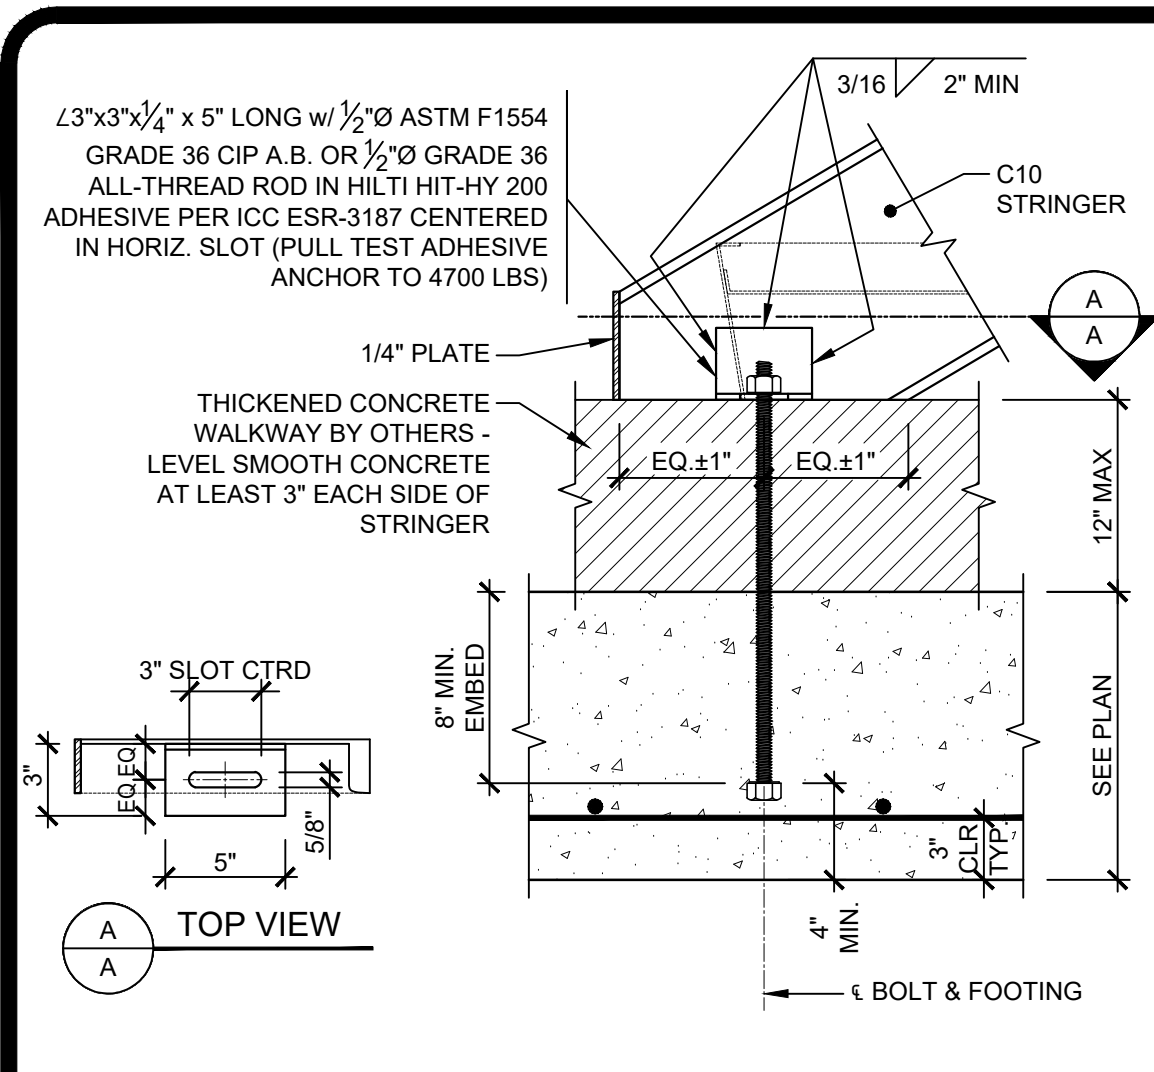 ∠3"x3"x1/4" x 5" LONG w/ 1/2"Ø ASTM F1554
GRADE 36 CIP A.B. OR 1/2"Ø GRADE 36
ALL-THREAD ROD IN HILTI HIT-HY 200
ADHESIVE PER ICC ESR-3187 CENTERED
IN HORIZ. SLOT (PULL TEST ADHESIVE
ANCHOR TO 4700 LBS)
3/16 2" MIN
C10
STRINGER
A
A
1/4" PLATE
THICKENED CONCRETE
WALKWAY BY OTHERS -
LEVEL SMOOTH CONCRETE
AT LEAST 3" EACH SIDE OF
STRINGER
EQ.±1" EQ.±1"
12" MAX
8" MIN.
EMBED
SEE PLAN
3"
CLR
TYP.
4"
MIN.
℄ BOLT & FOOTING
3" SLOT CTRD
3"
EQ EQ
5/8"
5"
A
A
TOP VIEW